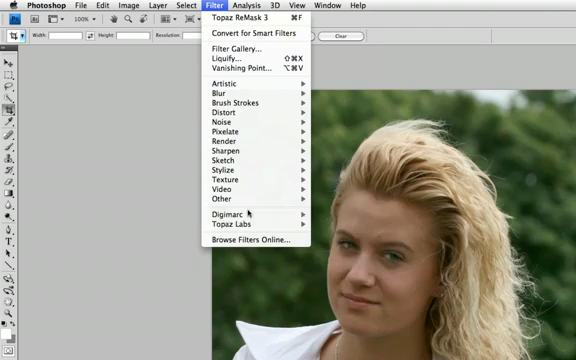 Photoshop File Edit Image Layer Select Filter Analysis 3D View Window Help
Ps 100%
Width: Height: Resolution: Clear
Topaz ReMask 3 ⌘F
Convert for Smart Filters
Filter Gallery...
Liquify... ⇧⌘X
Vanishing Point... ⌥⌘V
Artistic
Blur
Brush Strokes
Distort
Noise
Pixelate
Render
Sharpen
Sketch
Stylize
Texture
Video
Other
Digimarc
Topaz Labs
Browse Filters Online...